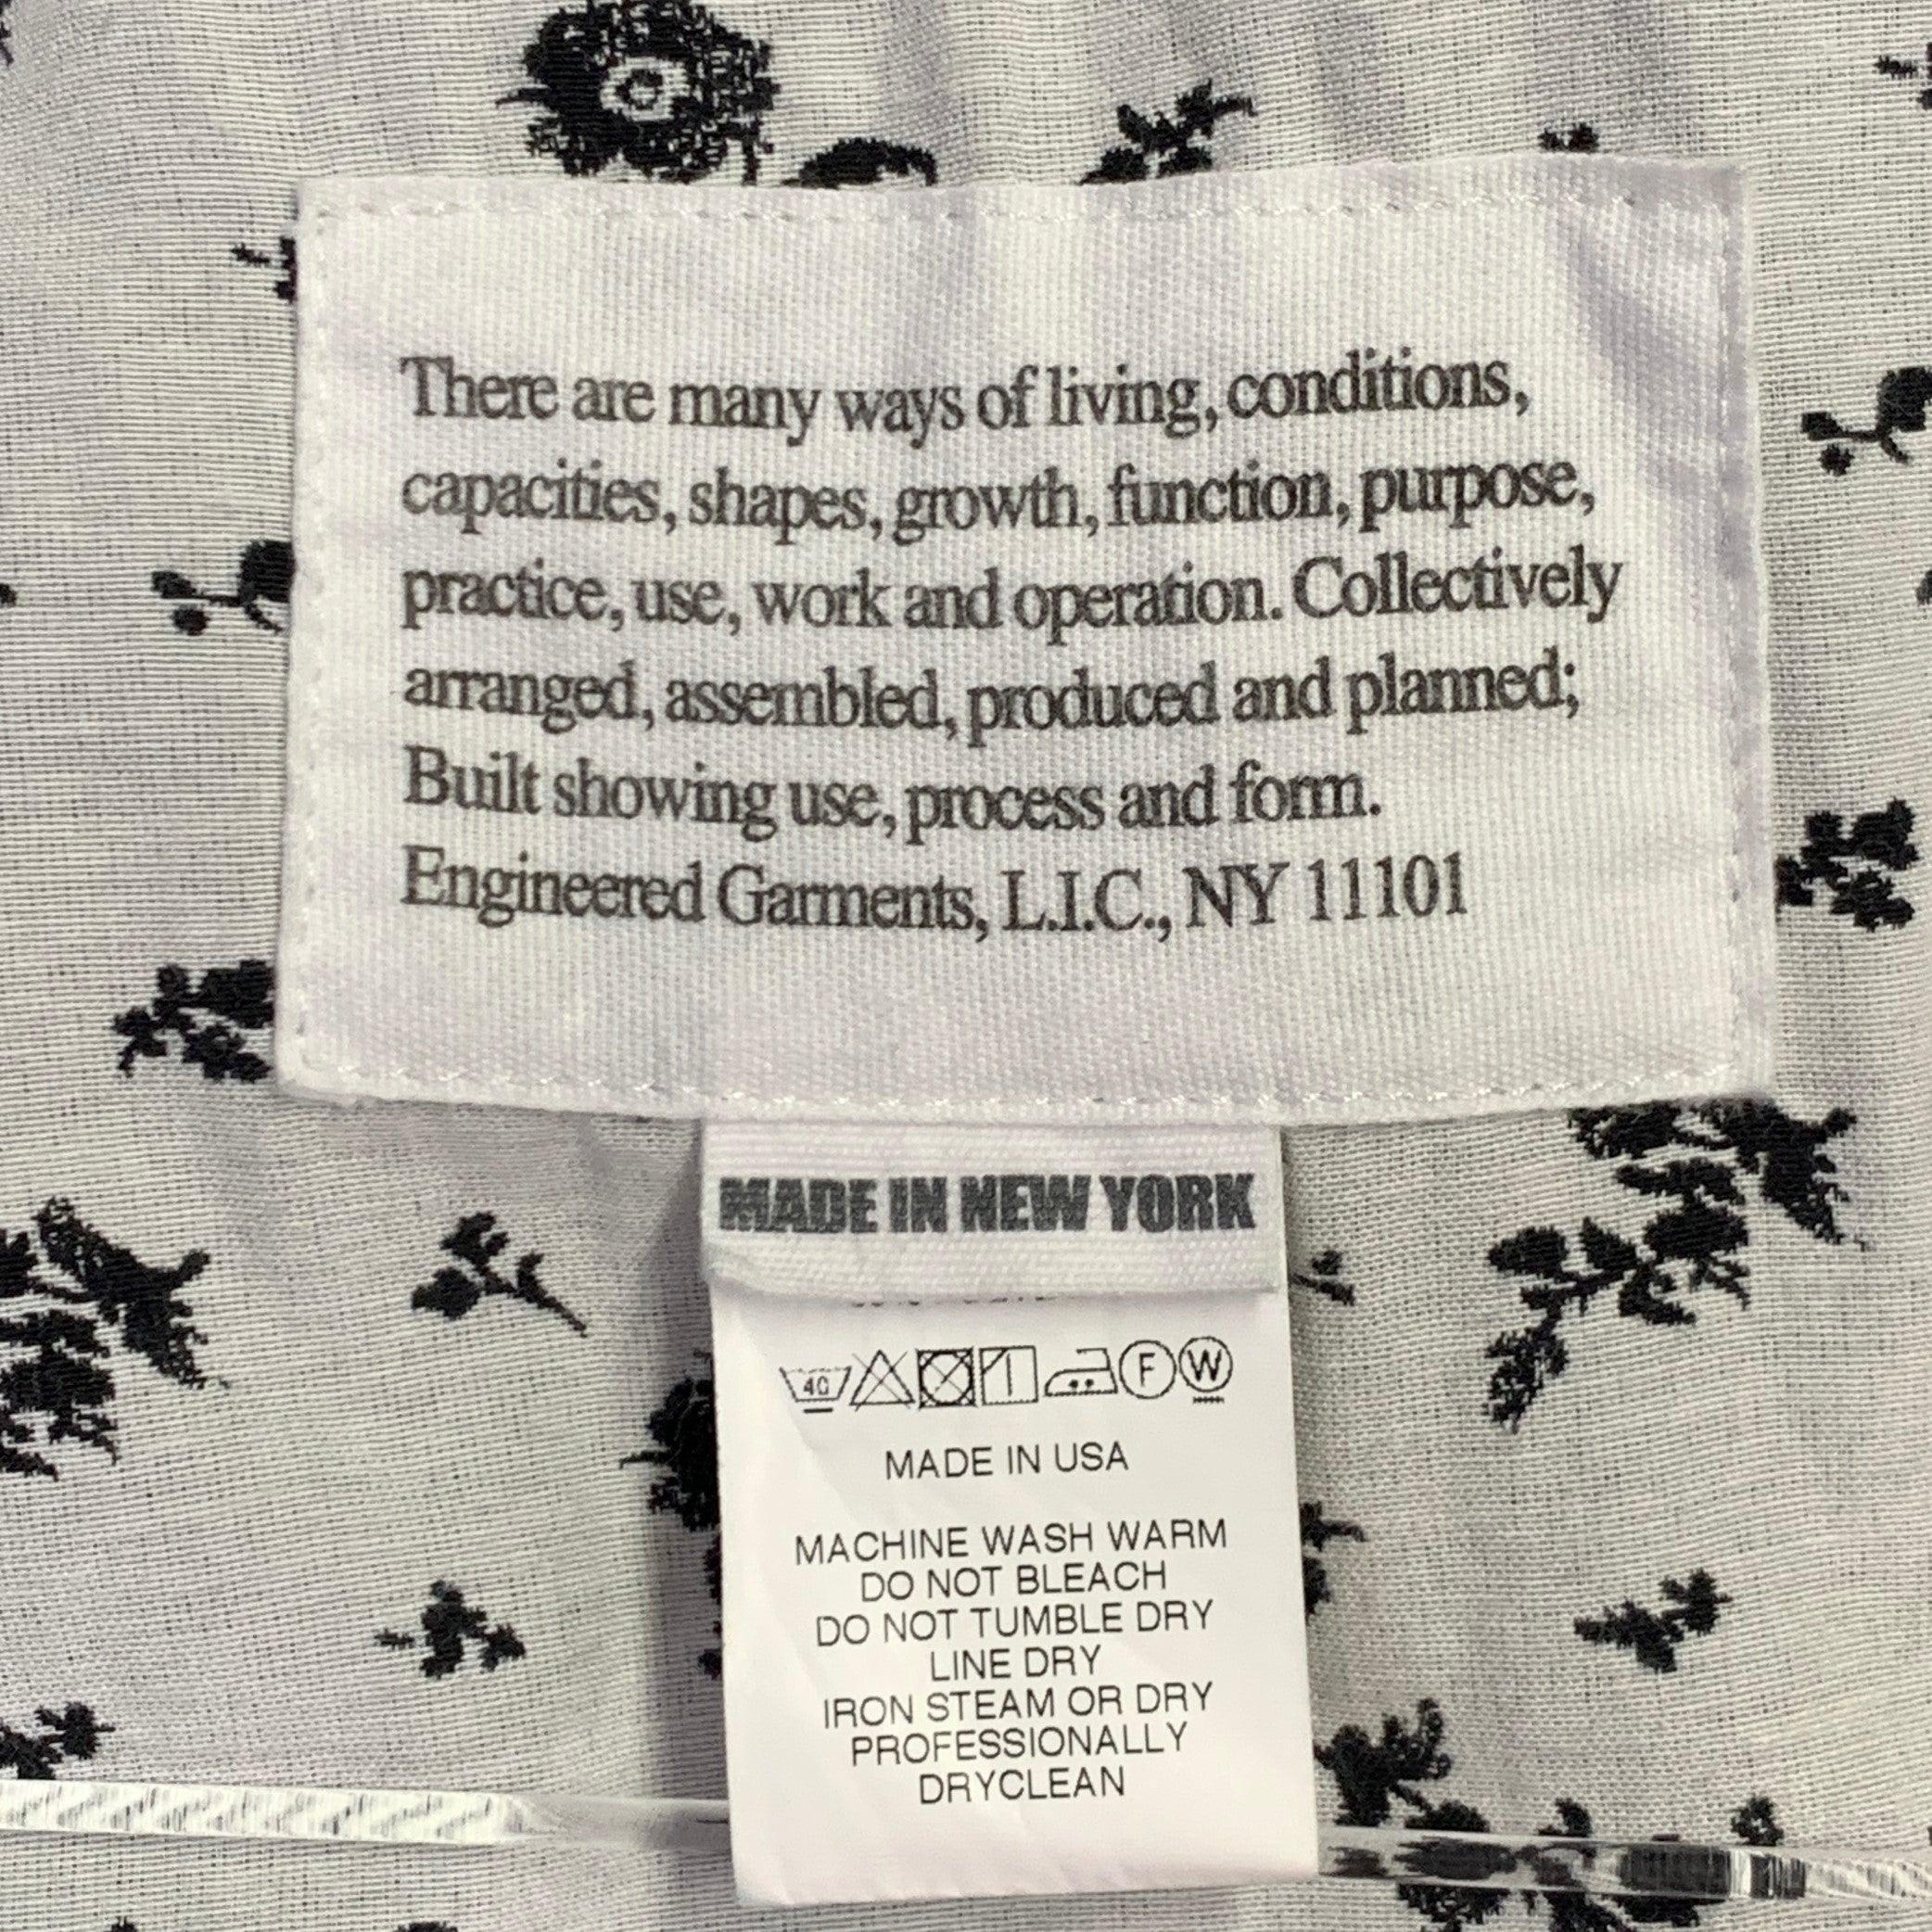 There are many ways of living, conditions,
capacities, shapes, growth, function, purpose,
practice, use, work and operation. Collectively
arranged, assembled, produced and planned;
Built showing use, process and form.
Engineered Garments, L.I.C., NY 11101
MADE IN NEW YORK
40 F W
MADE IN USA
MACHINE WASH WARM
DO NOT BLEACH
DO NOT TUMBLE DRY
LINE DRY
IRON STEAM OR DRY
PROFESSIONALLY
DRYCLEAN